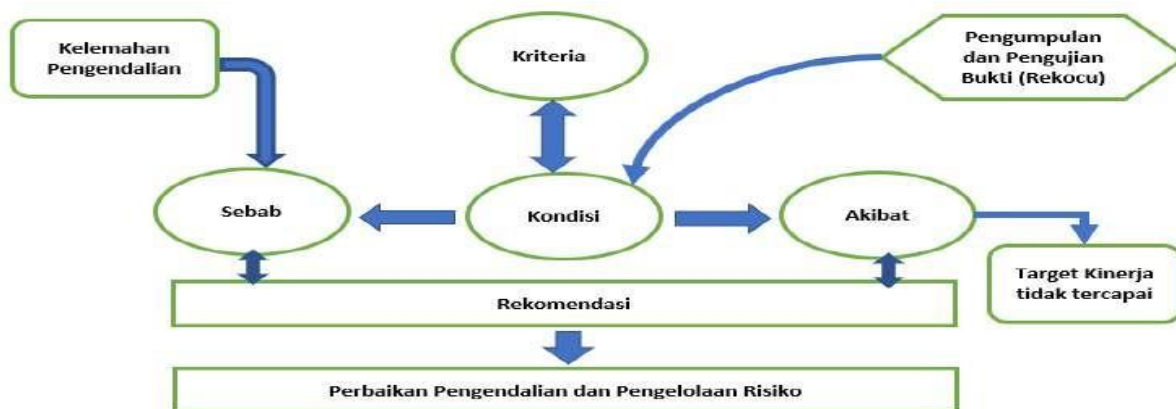 Kelemahan
Pengendalian
Kriteria
Pengumpulan
dan Pengujian
Bukti (Rekocu)
Sebab
Kondisi
Akibat
Target Kinerja
tidak tercapai
Rekomendasi
Perbaikan Pengendalian dan Pengelolaan Risiko